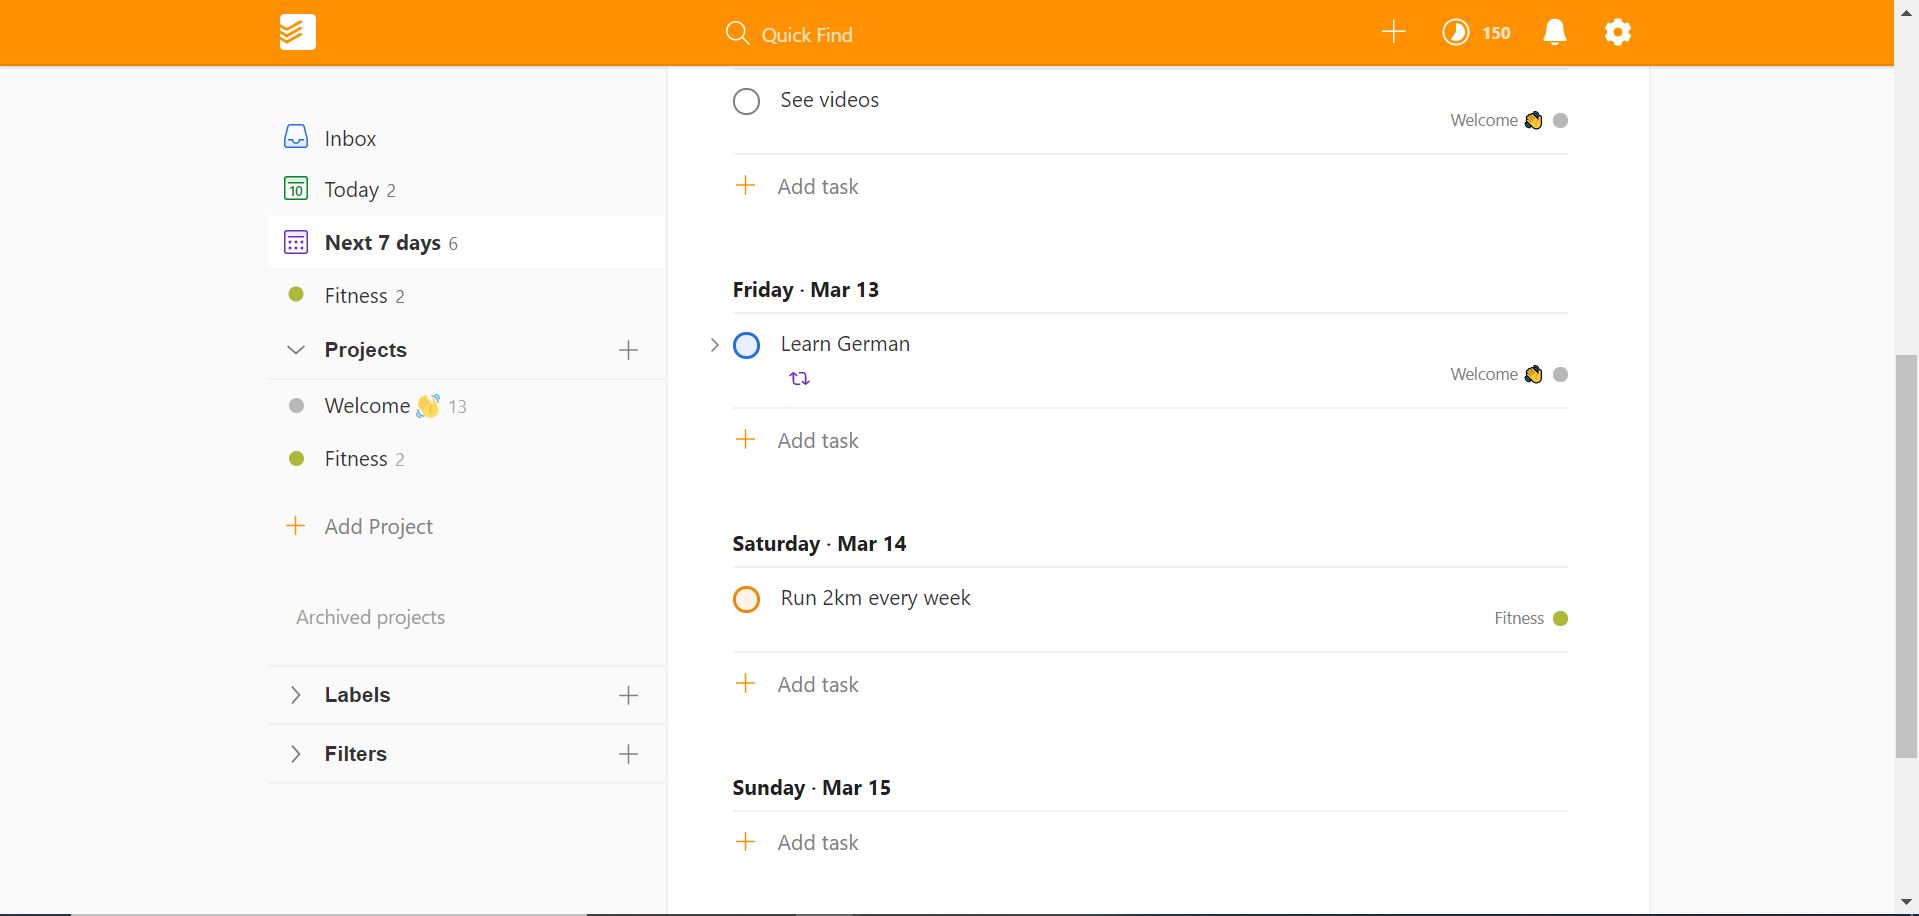 Quick Find
150
Inbox
10 Today 2
Next 7 days 6
Fitness 2
Projects
Welcome 👋 13
Fitness 2
Add Project
Archived projects
Labels
Filters
See videos
Welcome 👋
Add task
Friday · Mar 13
Learn German
Welcome 👋
Add task
Saturday · Mar 14
Run 2km every week
Fitness
Add task
Sunday · Mar 15
Add task